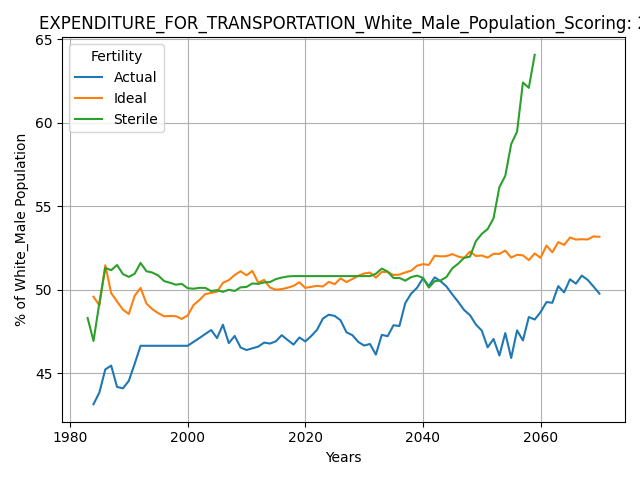 EXPENDITURE_FOR_TRANSPORTATION_White_Male_Population_Scoring:
Fertility
Actual
Ideal
Sterile
% of White_Male Population
65
60
55
50
45
1980
2000
2020
2040
2060
Years